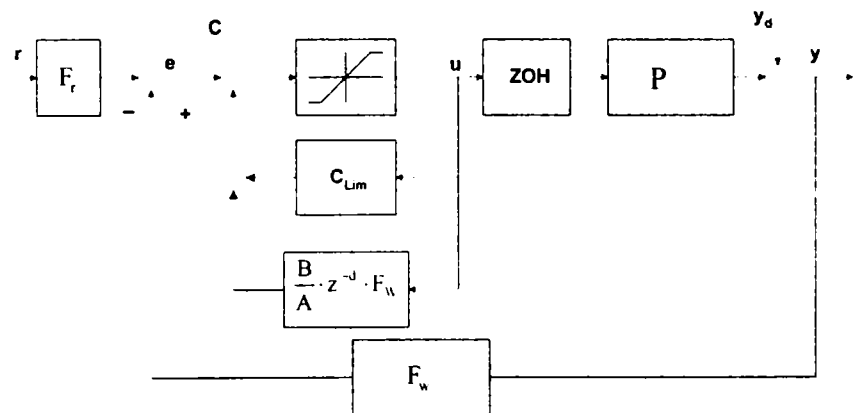 y_d
C
r
e
u
y
F_r
ZOH
P
−
+
C_Lim
B/A · z^-d · F_W
F_w